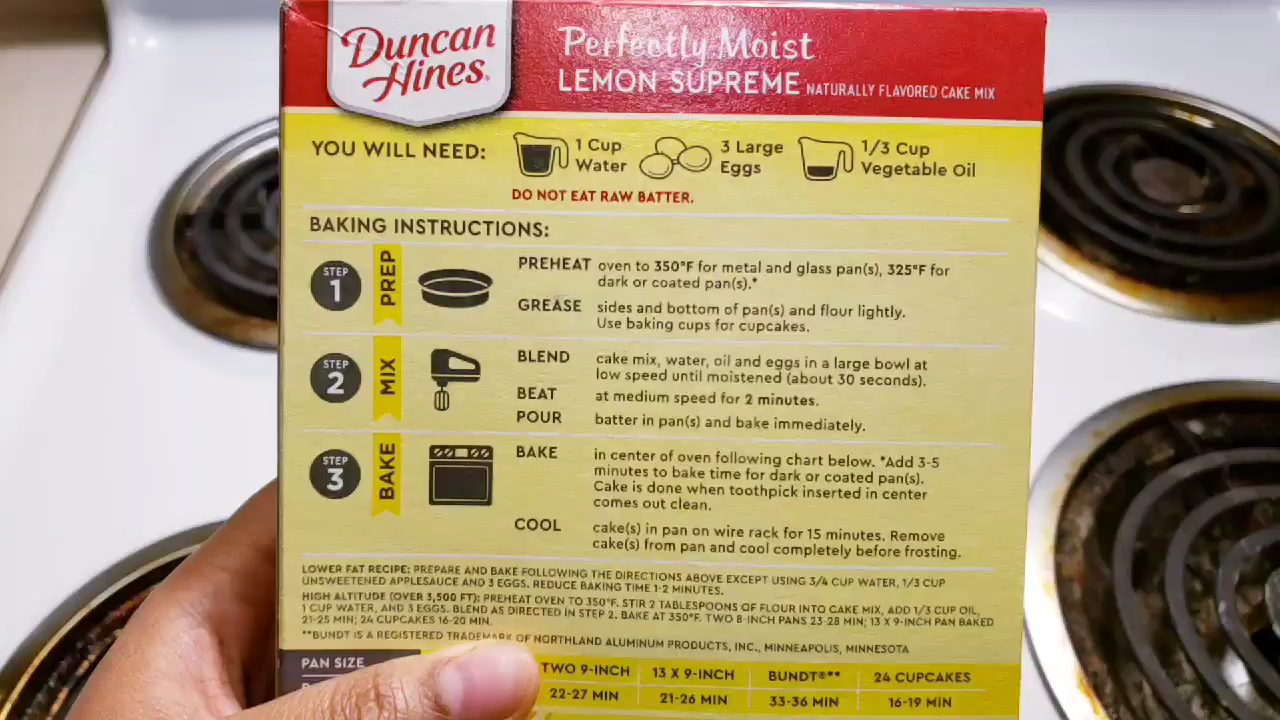 Duncan Hines®
Perfectly Moist
LEMON SUPREME NATURALLY FLAVORED CAKE MIX
YOU WILL NEED:
1 Cup
Water
3 Large
Eggs
1/3 Cup
Vegetable Oil
DO NOT EAT RAW BATTER.
BAKING INSTRUCTIONS:
STEP
1
PREP
PREHEAT oven to 350°F for metal and glass pan(s), 325°F for
dark or coated pan(s).*
GREASE sides and bottom of pan(s) and flour lightly.
Use baking cups for cupcakes.
STEP
2
MIX
BLEND cake mix, water, oil and eggs in a large bowl at
low speed until moistened (about 30 seconds).
BEAT at medium speed for 2 minutes.
POUR batter in pan(s) and bake immediately.
STEP
3
BAKE
BAKE in center of oven following chart below. *Add 3-5
minutes to bake time for dark or coated pan(s).
Cake is done when toothpick inserted in center
comes out clean.
COOL cake(s) in pan on wire rack for 15 minutes. Remove
cake(s) from pan and cool completely before frosting.
LOWER FAT RECIPE: PREPARE AND BAKE FOLLOWING THE DIRECTIONS ABOVE EXCEPT USING 3/4 CUP WATER, 1/3 CUP
UNSWEETENED APPLESAUCE AND 3 EGGS. REDUCE BAKING TIME 1-2 MINUTES.
HIGH ALTITUDE (OVER 3,500 FT): PREHEAT OVEN TO 350°F. STIR 2 TABLESPOONS OF FLOUR INTO CAKE MIX, ADD 1/3 CUP OIL,
1 CUP WATER, AND 3 EGGS. BLEND AS DIRECTED IN STEP 2. BAKE AT 350°F. TWO 8-INCH PANS 23-28 MIN; 13 X 9-INCH PAN BAKED
21-25 MIN; 24 CUPCAKES 16-20 MIN.
**BUNDT IS A REGISTERED TRADEMARK OF NORTHLAND ALUMINUM PRODUCTS, INC., MINNEAPOLIS, MINNESOTA
PAN SIZE TWO 9-INCH 13 X 9-INCH BUNDT®** 24 CUPCAKES
22-27 MIN 21-26 MIN 33-36 MIN 16-19 MIN